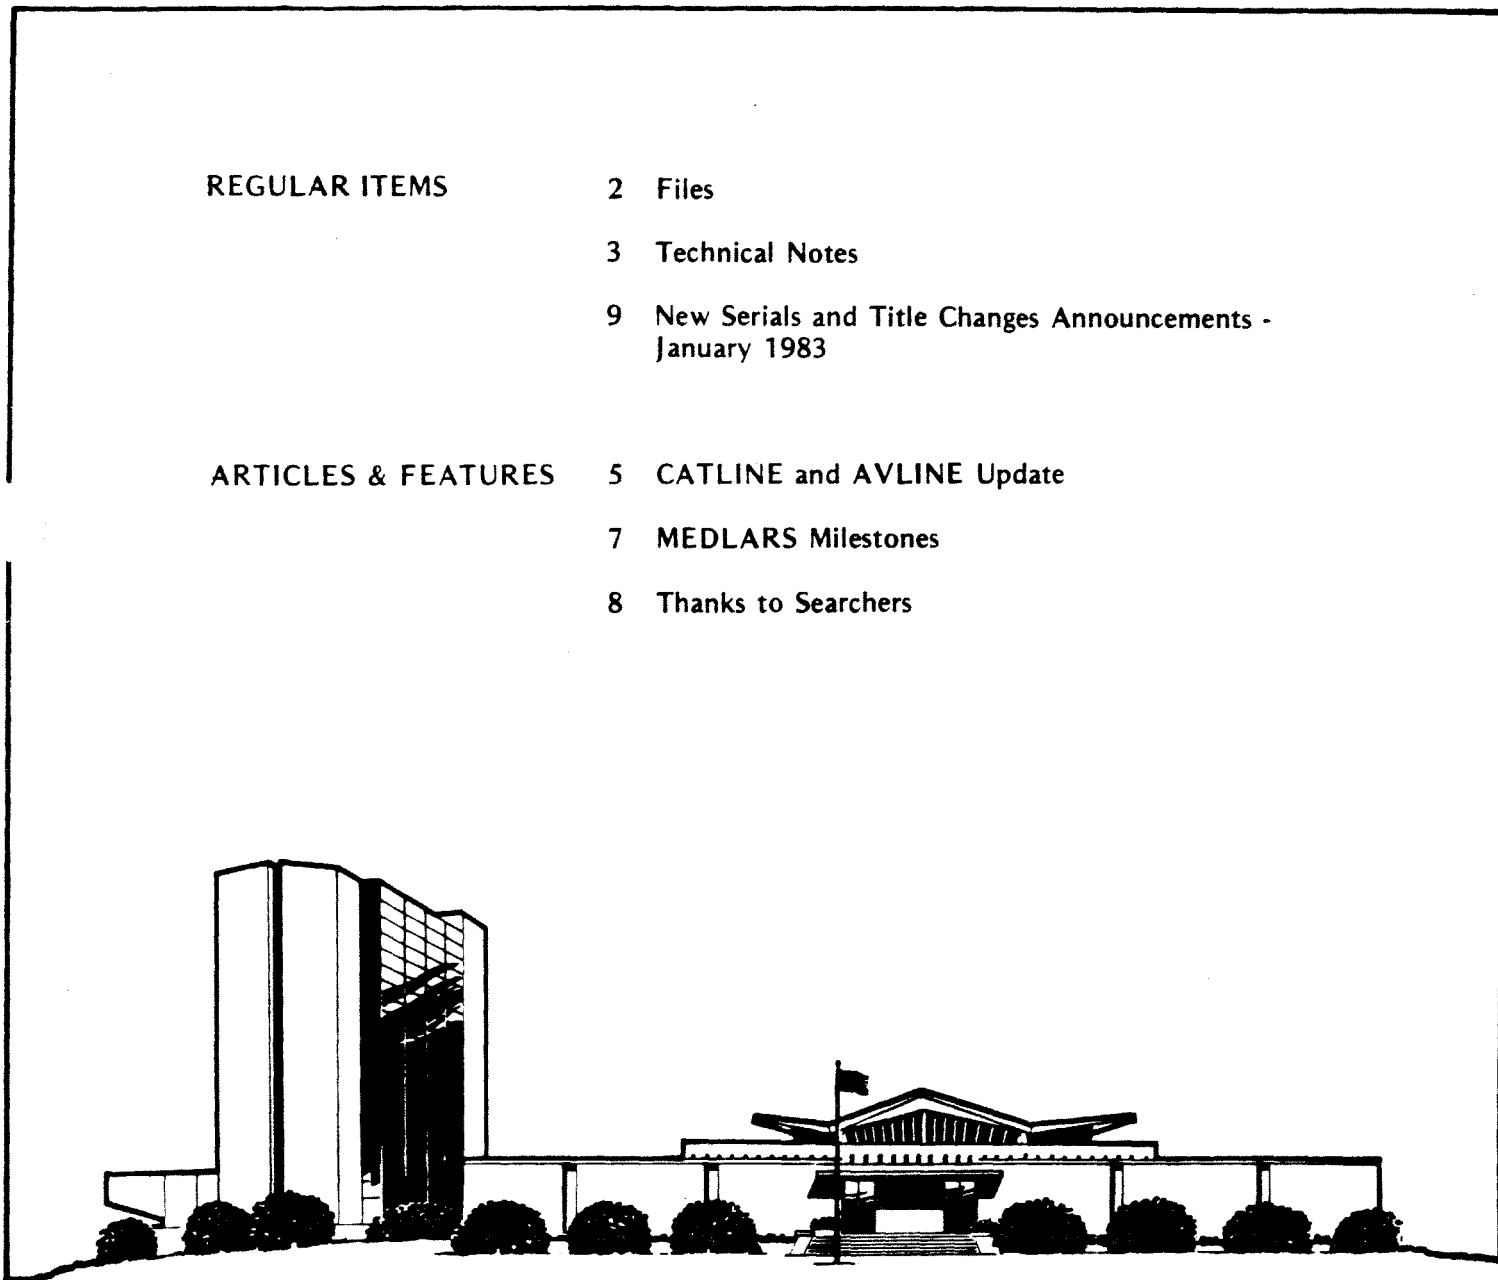 REGULAR ITEMS
2 Files
3 Technical Notes
9 New Serials and Title Changes Announcements -
January 1983
ARTICLES & FEATURES
5 CATLINE and AVLINE Update
7 MEDLARS Milestones
8 Thanks to Searchers